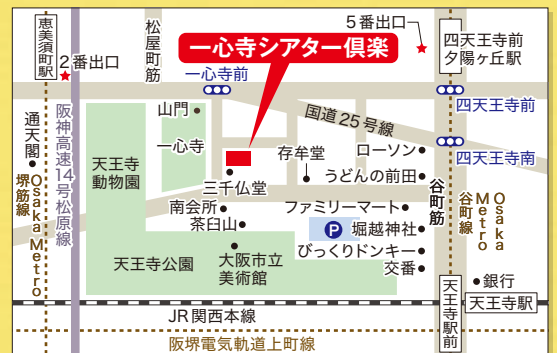 恵美須町駅
2番出口
松屋町筋
5番出口
四天王寺前
夕陽ヶ丘駅
一心寺シアター倶楽
一心寺前
四天王寺前
国道25号線
四天王寺南
山門
一心寺
通天閣
堺筋線
Osaka Metro
阪神高速14号松原線
天王寺
動物園
三千仏堂
存牟堂
ローソン
うどんの前田
谷町筋
谷町線
Osaka Metro
南会所
茶臼山
ファミリーマート
P
堀越神社
びっくりドンキー
交番
天王寺公園
大阪市立
美術館
銀行
天王寺駅
天王寺駅前
JR関西本線
阪堺電気軌道上町線